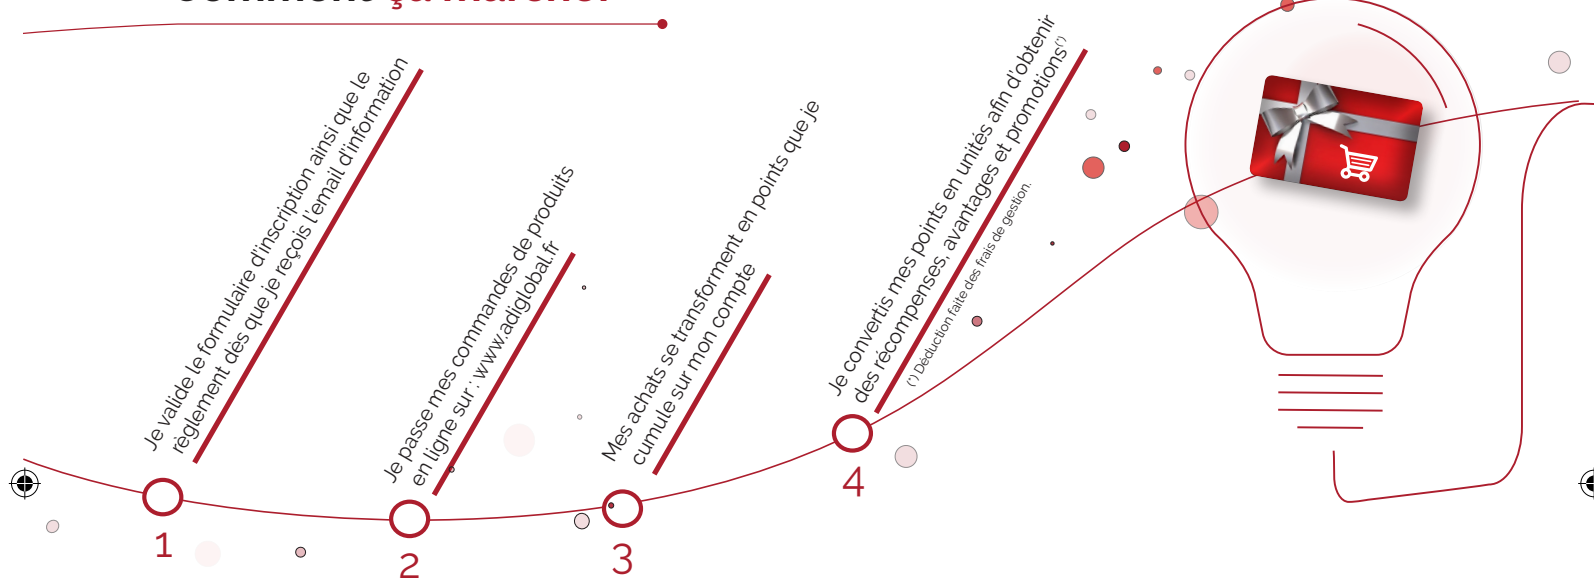 Comment ça marche?
Je valide le formulaire d'inscription ainsi que le
règlement dès que je reçois l'email d'information
1
Je passe mes commandes de produits
en ligne sur : www.adiglobal.fr
2
Mes achats se transforment en points que je
cumule sur mon compte
3
Je convertis mes points en unités afin d'obtenir
des récompenses, avantages et promotions(*)
(*) Déduction faite des frais de gestion.
4